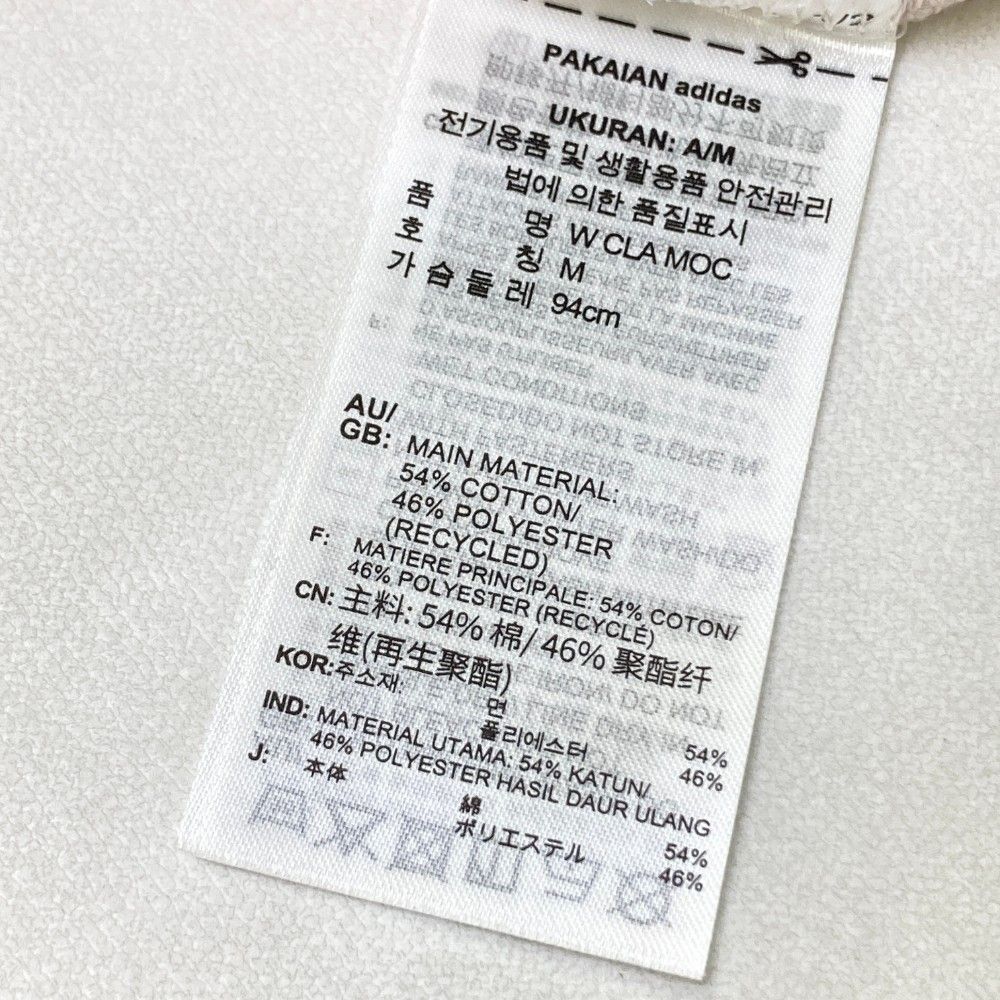 PAKAIAN adidas
UKURAN: A/M
전기용품 및 생활용품 안전관리
법에 의한 품질표시
품 명 W CLA MOC
호 칭 M
가 슴 둘 레 94cm
AU/
GB: MAIN MATERIAL:
54% COTTON/
46% POLYESTER
(RECYCLED)
F: MATIERE PRINCIPALE: 54% COTON/
46% POLYESTER (RECYCLÉ)
CN: 主料: 54% 棉/ 46% 聚酯纤
维(再生聚酯)
KOR: 주소재:
면 54%
폴리에스터 46%
IND: MATERIAL UTAMA: 54% KATUN/
46% POLYESTER HASIL DAUR ULANG
J: 本体
綿 54%
ポリエステル 46%